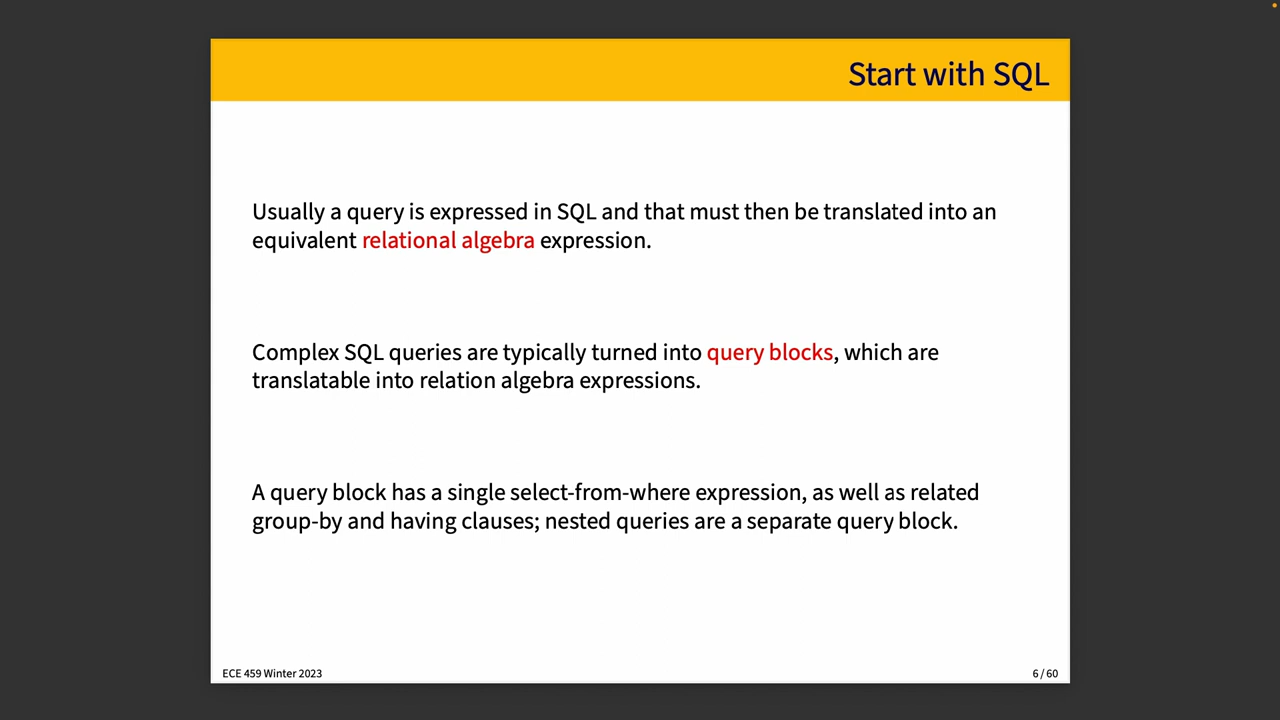 Start with SQL
Usually a query is expressed in SQL and that must then be translated into an
equivalent relational algebra expression.
Complex SQL queries are typically turned into query blocks, which are
translatable into relation algebra expressions.
A query block has a single select-from-where expression, as well as related
group-by and having clauses; nested queries are a separate query block.
ECE 459 Winter 2023
6 / 60